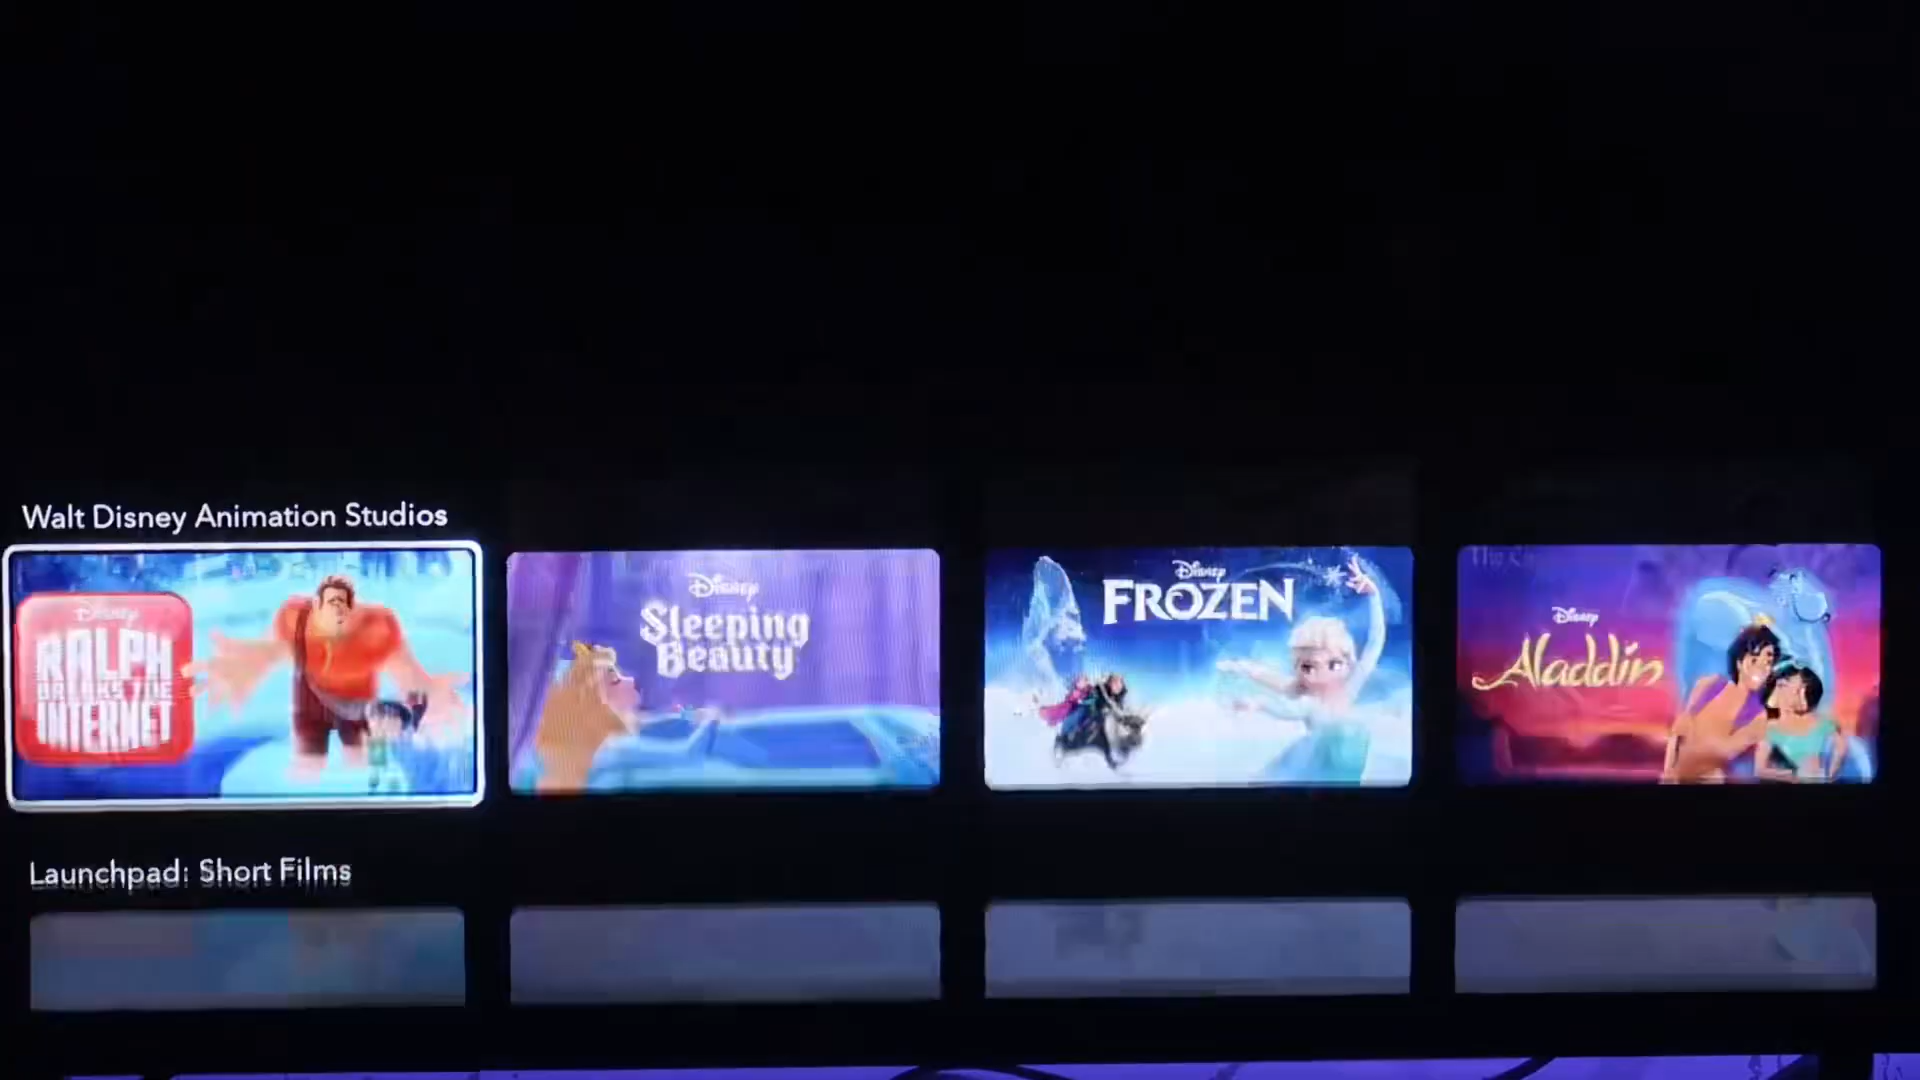 Walt Disney Animation Studios
Disney
RALPH
BREAKS THE
INTERNET
Disney
Sleeping
Beauty
Disney
FROZEN
Disney
Aladdin
Launchpad: Short Films